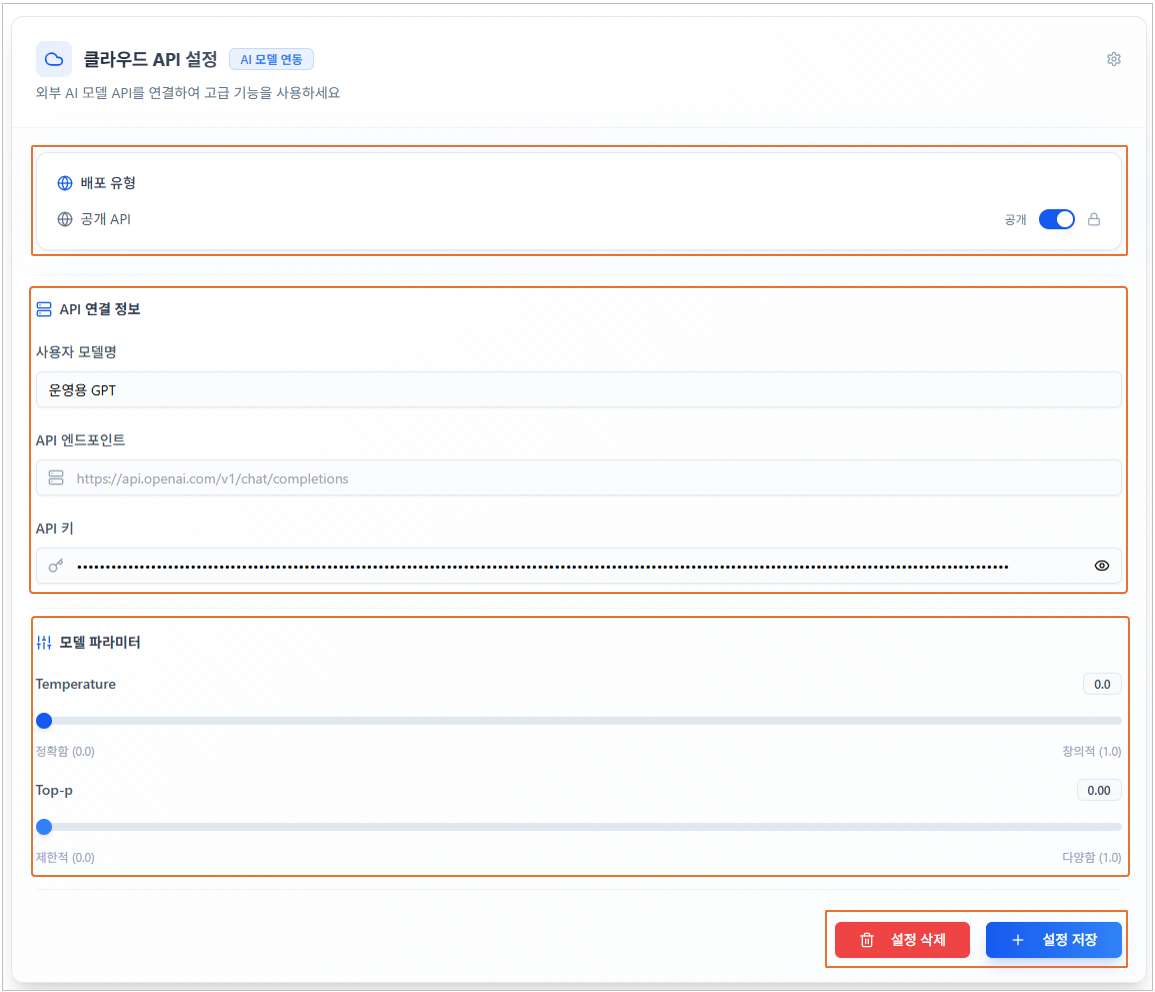 클라우드 API 설정 AI 모델 연동
외부 AI 모델 API를 연결하여 고급 기능을 사용하세요
배포 유형
공개 API 공개
API 연결 정보
사용자 모델명
운영용 GPT
API 엔드포인트
https://api.openai.com/v1/chat/completions
API 키
모델 파라미터
Temperature 0.0
정확함 (0.0) 창의적 (1.0)
Top-p 0.00
제한적 (0.0) 다양함 (1.0)
설정 삭제 설정 저장